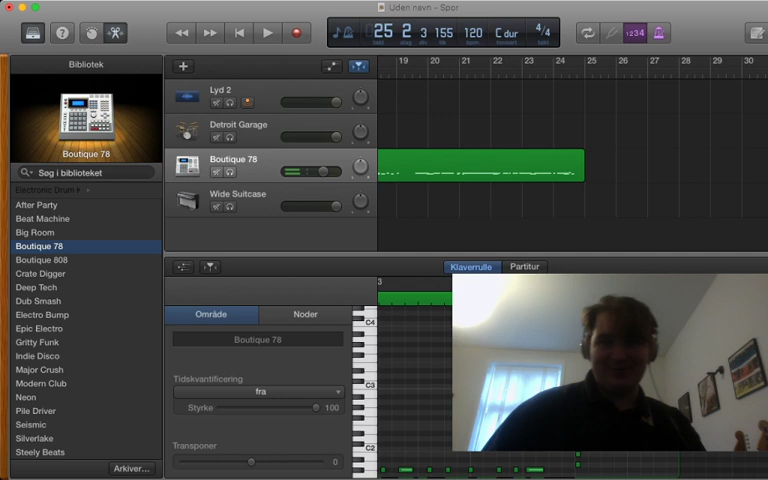 Uden navn - Spor
25 2 3 155 120 C dur 4/4
takt slag bpm toneart takt
1234
Bibliotek
Boutique 78
Søg i biblioteket
Electronic Drum
After Party
Beat Machine
Big Room
Boutique 78
Boutique 808
Crate Digger
Deep Tech
Dub Smash
Electro Bump
Epic Electro
Gritty Funk
Indie Disco
Major Crush
Modern Club
Neon
Pile Driver
Seismic
Silverlake
Steely Beats
Arkiver...
Lyd 2
Detroit Garage
Boutique 78
Wide Suitcase
19 20 21 22 23 24 25 26 27 28 29 30
Klaverrulle Partitur
3
Område Noder
Boutique 78
Tidskvantificering
fra
Styrke 100
Transponer
0
C4
C3
C2